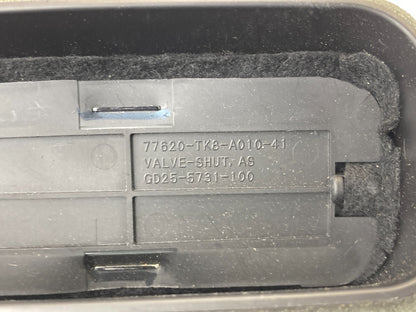 77620-TK8-A010-41
VALVE-SHUT, AS
GD25-5731-100